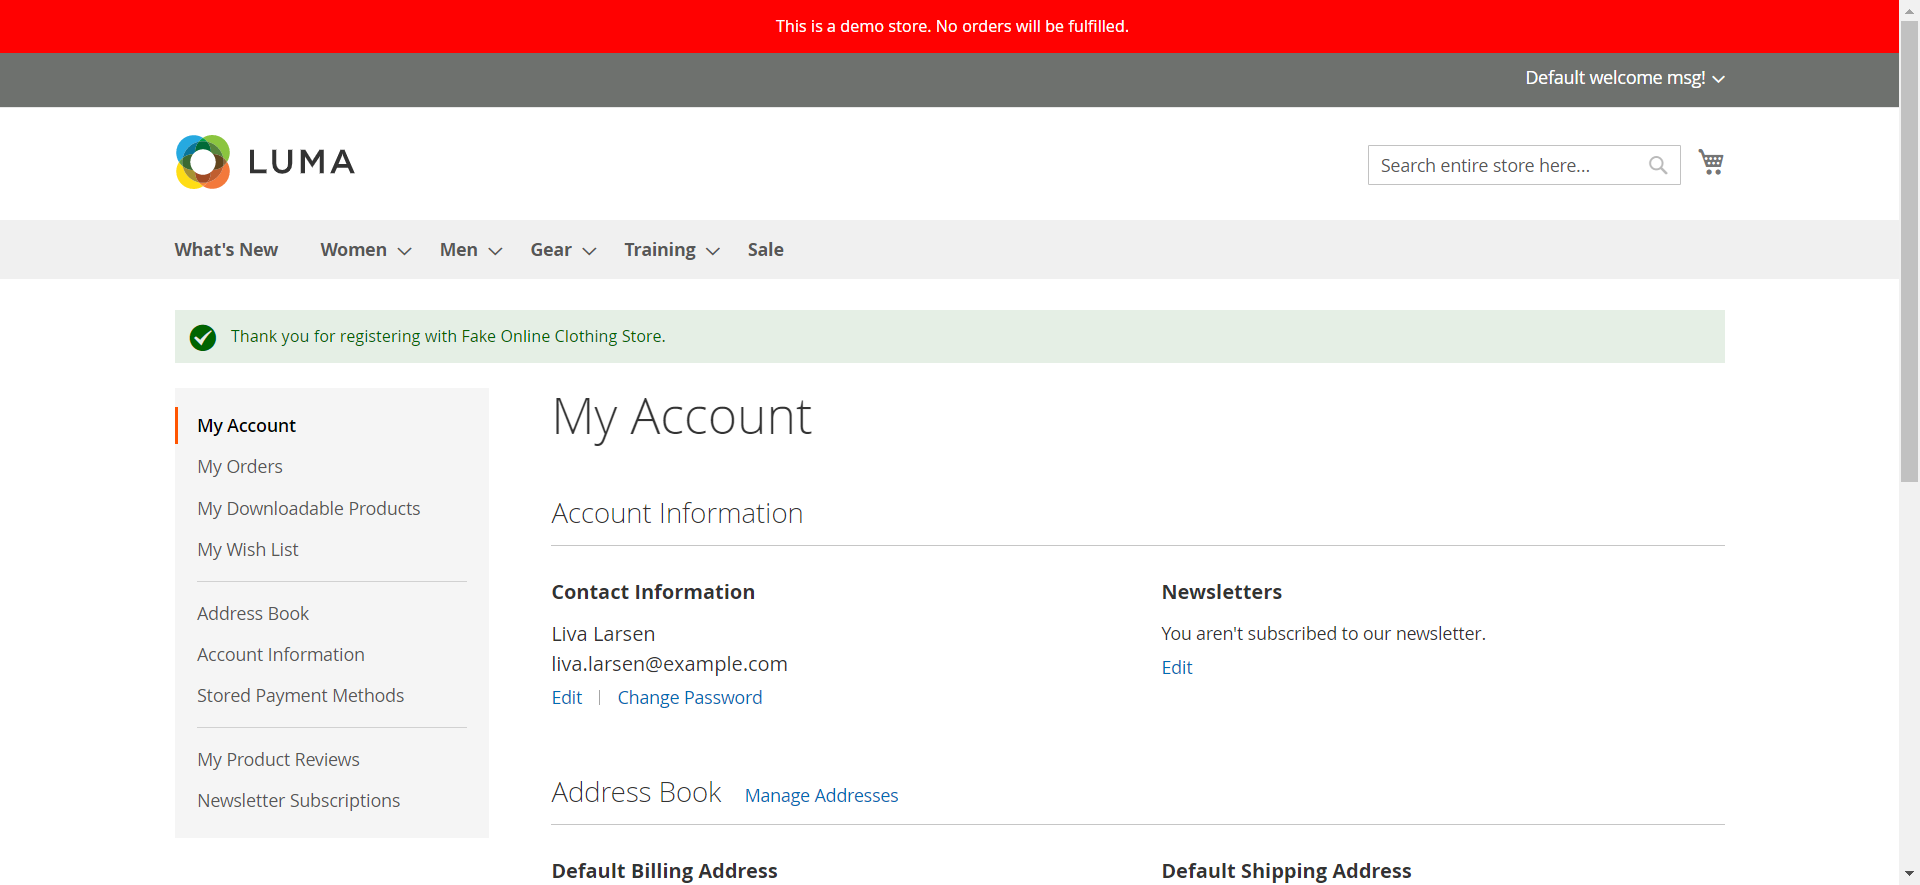 This is a demo store. No orders will be fulfilled.
Default welcome msg!
LUMA
Search entire store here...
What's New
Women
Men
Gear
Training
Sale
Thank you for registering with Fake Online Clothing Store.
My Account
My Orders
My Downloadable Products
My Wish List
Address Book
Account Information
Stored Payment Methods
My Product Reviews
Newsletter Subscriptions
My Account
Account Information
Contact Information
Liva Larsen
liva.larsen@example.com
Edit | Change Password
Newsletters
You aren't subscribed to our newsletter.
Edit
Address Book Manage Addresses
Default Billing Address
Default Shipping Address